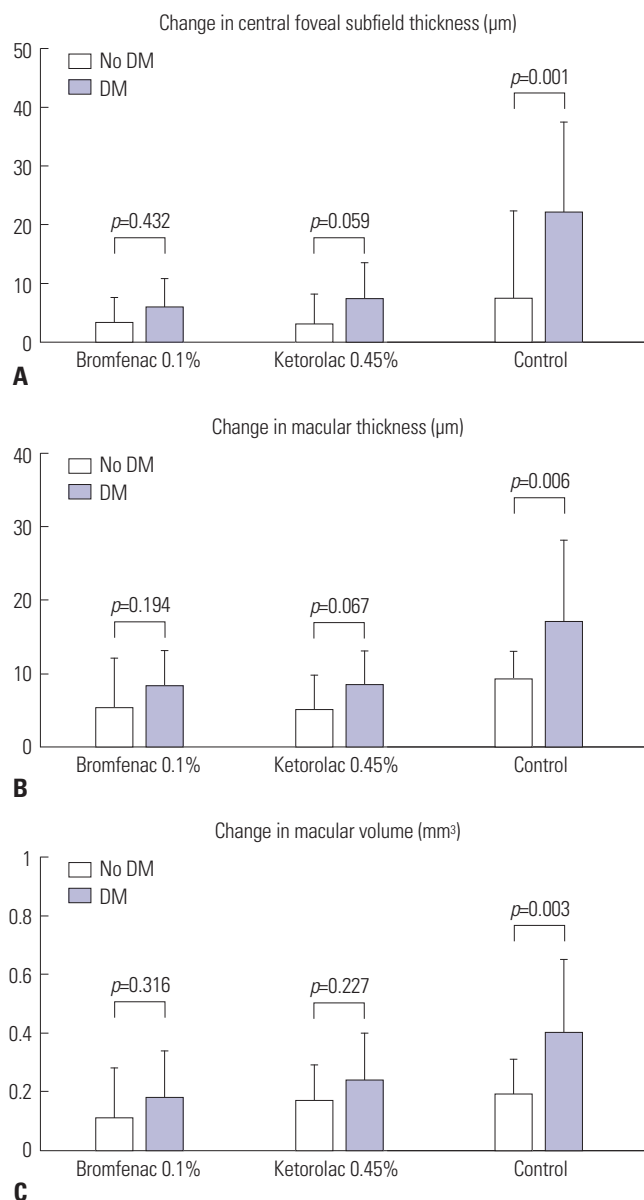 Change in central foveal subfield thickness (µm)
50
40
30
20
10
0
No DM
DM
p=0.432
p=0.059
p=0.001
Bromfenac 0.1%
Ketorolac 0.45%
Control
A
Change in macular thickness (µm)
40
30
20
10
0
No DM
DM
p=0.194
p=0.067
p=0.006
Bromfenac 0.1%
Ketorolac 0.45%
Control
B
Change in macular volume (mm³)
1
0.8
0.6
0.4
0.2
0
No DM
DM
p=0.316
p=0.227
p=0.003
Bromfenac 0.1%
Ketorolac 0.45%
Control
C